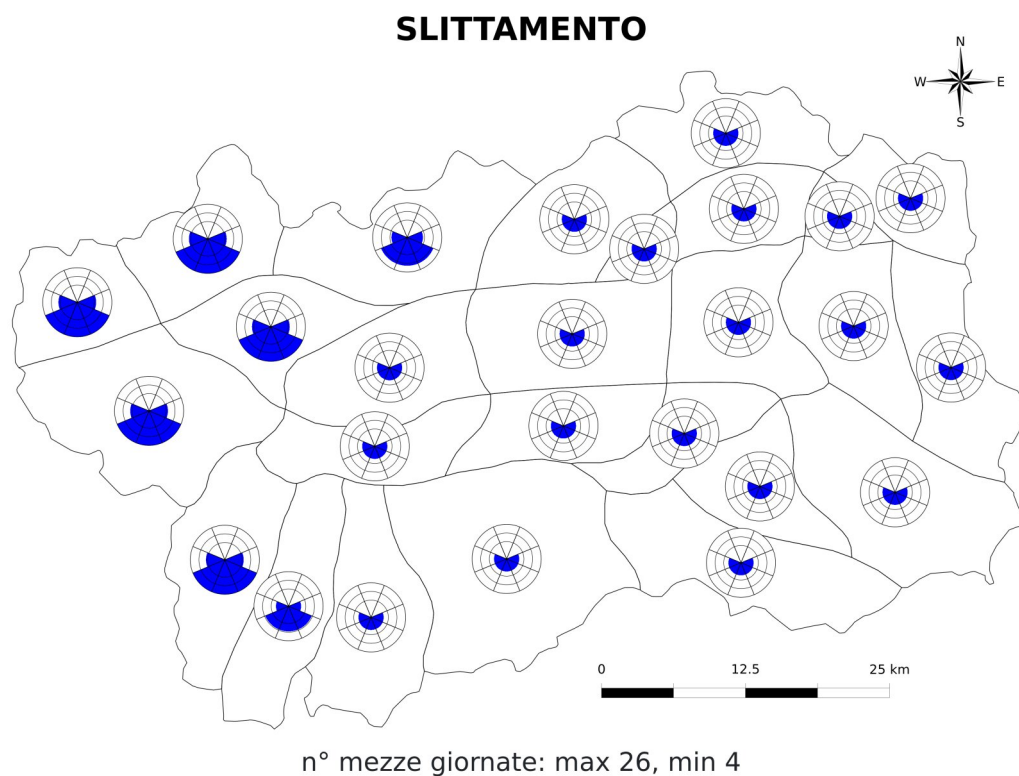 SLITTAMENTO
N
W E
S
0 12.5 25 km
n° mezze giornate: max 26, min 4